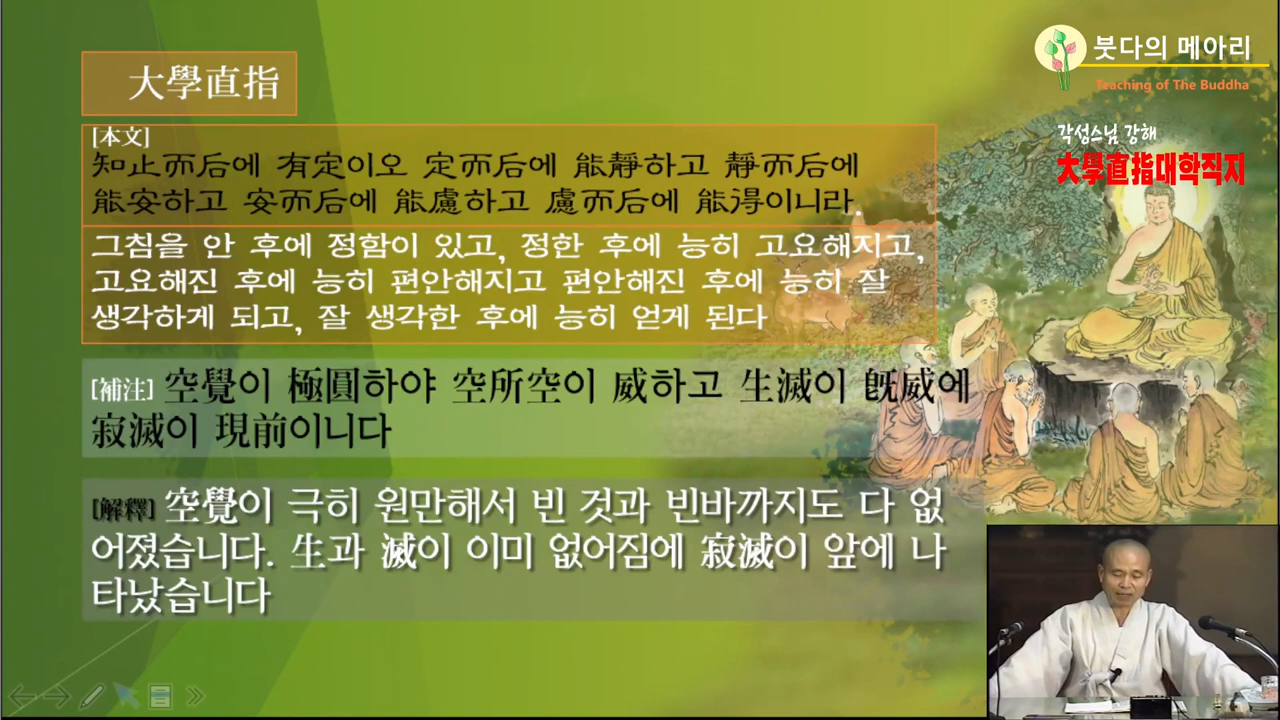 大學直指
[本文]
知止而后에 有定이오 定而后에 能靜하고 靜而后에
能安하고 安而后에 能慮하고 慮而后에 能得이니라.
그침을 안 후에 정함이 있고, 정한 후에 능히 고요해지고,
고요해진 후에 능히 편안해지고 편안해진 후에 능히 잘
생각하게 되고, 잘 생각한 후에 능히 얻게 된다
[補注] 空覺이 極圓하야 空所空이 威하고 生滅이 旣威에
寂滅이 現前이니다
[解釋] 空覺이 극히 원만해서 빈 것과 빈바까지도 다 없
어졌습니다. 生과 滅이 이미 없어짐에 寂滅이 앞에 나
타났습니다
붓다의 메아리
Teaching of The Buddha
각성스님 강해
大學直指대학직지